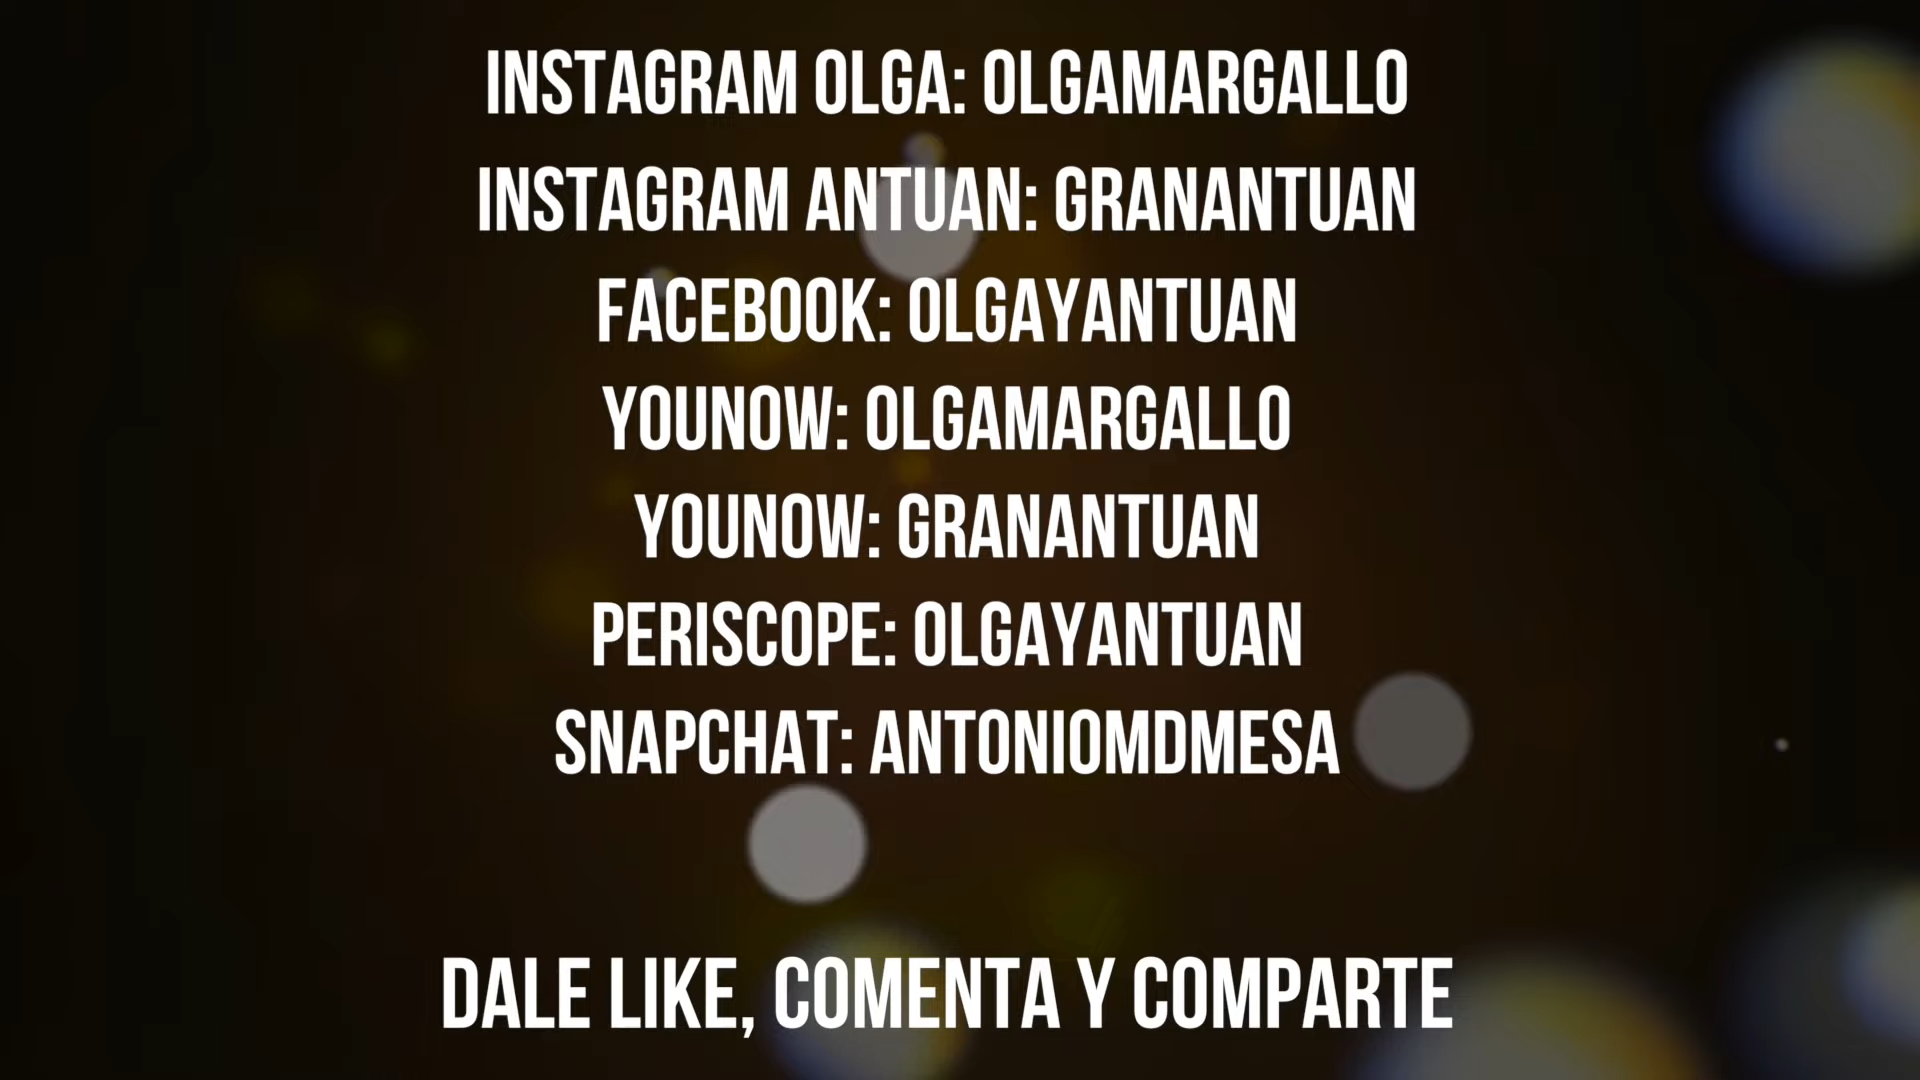 INSTAGRAM OLGA: OLGAMARGALLO
INSTAGRAM ANTUAN: GRANANTUAN
FACEBOOK: OLGAYANTUAN
YOUNOW: OLGAMARGALLO
YOUNOW: GRANANTUAN
PERISCOPE: OLGAYANTUAN
SNAPCHAT: ANTONIOMDMESA
DALE LIKE, COMENTA Y COMPARTE